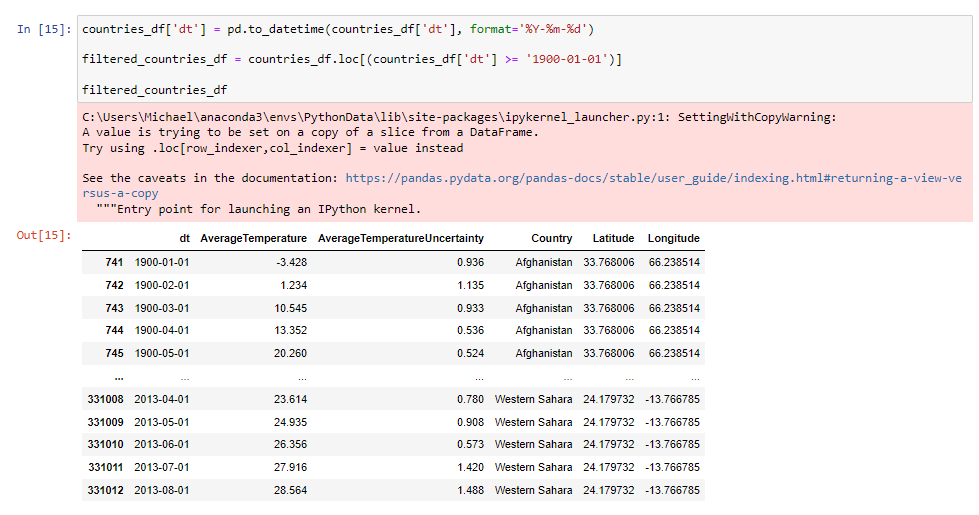 In [15]: countries_df['dt'] = pd.to_datetime(countries_df['dt'], format='%Y-%m-%d')
filtered_countries_df = countries_df.loc[(countries_df['dt'] >= '1900-01-01')]
filtered_countries_df
C:\Users\Michael\anaconda3\envs\PythonData\lib\site-packages\ipykernel_launcher.py:1: SettingWithCopyWarning:
A value is trying to be set on a copy of a slice from a DataFrame.
Try using .loc[row_indexer,col_indexer] = value instead
See the caveats in the documentation: https://pandas.pydata.org/pandas-docs/stable/user_guide/indexing.html#returning-a-view-ve
rsus-a-copy
"""Entry point for launching an IPython kernel.
Out[15]:
dt AverageTemperature AverageTemperatureUncertainty Country Latitude Longitude
741 1900-01-01 -3.428 0.936 Afghanistan 33.768006 66.238514
742 1900-02-01 1.234 1.135 Afghanistan 33.768006 66.238514
743 1900-03-01 10.545 0.933 Afghanistan 33.768006 66.238514
744 1900-04-01 13.352 0.536 Afghanistan 33.768006 66.238514
745 1900-05-01 20.260 0.524 Afghanistan 33.768006 66.238514
... ... ... ... ... ... ...
331008 2013-04-01 23.614 0.780 Western Sahara 24.179732 -13.766785
331009 2013-05-01 24.935 0.908 Western Sahara 24.179732 -13.766785
331010 2013-06-01 26.356 0.573 Western Sahara 24.179732 -13.766785
331011 2013-07-01 27.916 1.420 Western Sahara 24.179732 -13.766785
331012 2013-08-01 28.564 1.488 Western Sahara 24.179732 -13.766785